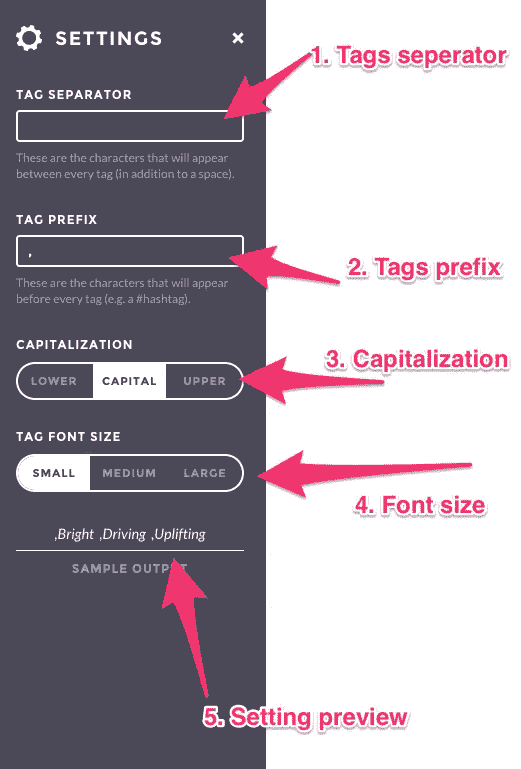 SETTINGS ×
1. Tags seperator
TAG SEPARATOR
These are the characters that will appear
between every tag (in addition to a space).
TAG PREFIX
,
2. Tags prefix
These are the characters that will appear
before every tag (e.g. a #hashtag).
CAPITALIZATION
3. Capitalization
LOWER CAPITAL UPPER
TAG FONT SIZE
SMALL MEDIUM LARGE
4. Font size
,Bright ,Driving ,Uplifting
SAMPLE OUTPUT
5. Setting preview